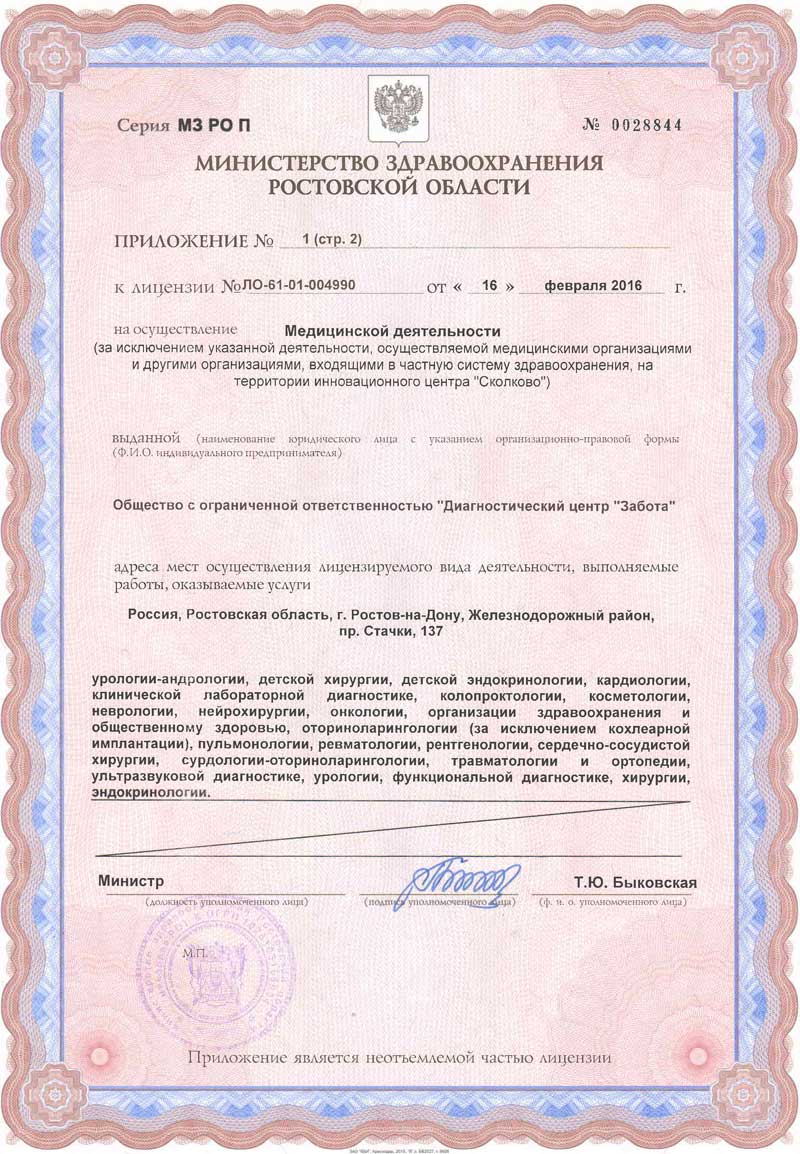 Серия МЗ РО П
№ 0028844
МИНИСТЕРСТВО ЗДРАВООХРАНЕНИЯ
РОСТОВСКОЙ ОБЛАСТИ
ПРИЛОЖЕНИЕ № 1 (стр. 2)
к лицензии № ЛО-61-01-004990 от « 16 » февраля 2016 г.
на осуществление Медицинской деятельности
(за исключением указанной деятельности, осуществляемой медицинскими организациями
и другими организациями, входящими в частную систему здравоохранения, на
территории инновационного центра "Сколково")
выданной (наименование юридического лица с указанием организационно-правовой формы
(Ф.И.О. индивидуального предпринимателя)
Общество с ограниченной ответственностью "Диагностический центр "Забота"
адреса мест осуществления лицензируемого вида деятельности, выполняемые
работы, оказываемые услуги
Россия, Ростовская область, г. Ростов-на-Дону, Железнодорожный район,
пр. Стачки, 137
урологии-андрологии, детской хирургии, детской эндокринологии, кардиологии,
клинической лабораторной диагностике, колопроктологии, косметологии,
неврологии, нейрохирургии, онкологии, организации здравоохранения и
общественному здоровью, оториноларингологии (за исключением кохлеарной
имплантации), пульмонологии, ревматологии, рентгенологии, сердечно-сосудистой
хирургии, сурдологии-оториноларингологии, травматологии и ортопедии,
ультразвуковой диагностике, урологии, функциональной диагностике, хирургии,
эндокринологии.
Министр
Т.Ю. Быковская
(должность уполномоченного лица)
(подпись уполномоченного лица)
(ф. и. о. уполномоченного лица)
М.П.
Приложение является неотъемлемой частью лицензии